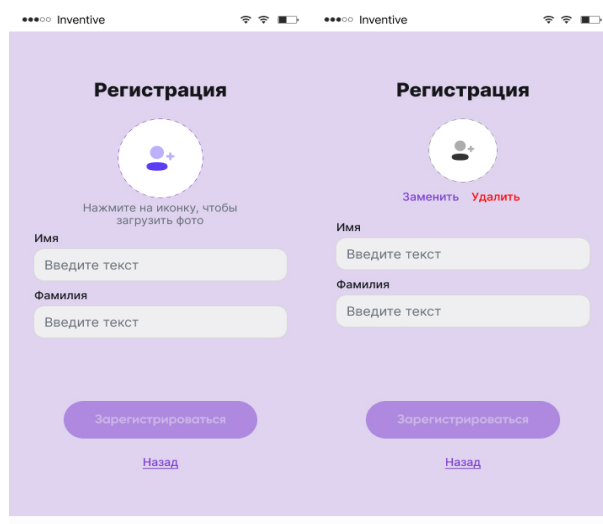 Inventive
Регистрация
Нажмите на иконку, чтобы
загрузить фото
Имя
Введите текст
Фамилия
Введите текст
Зарегистрироваться
Назад
Inventive
Регистрация
Заменить Удалить
Имя
Введите текст
Фамилия
Введите текст
Зарегистрироваться
Назад